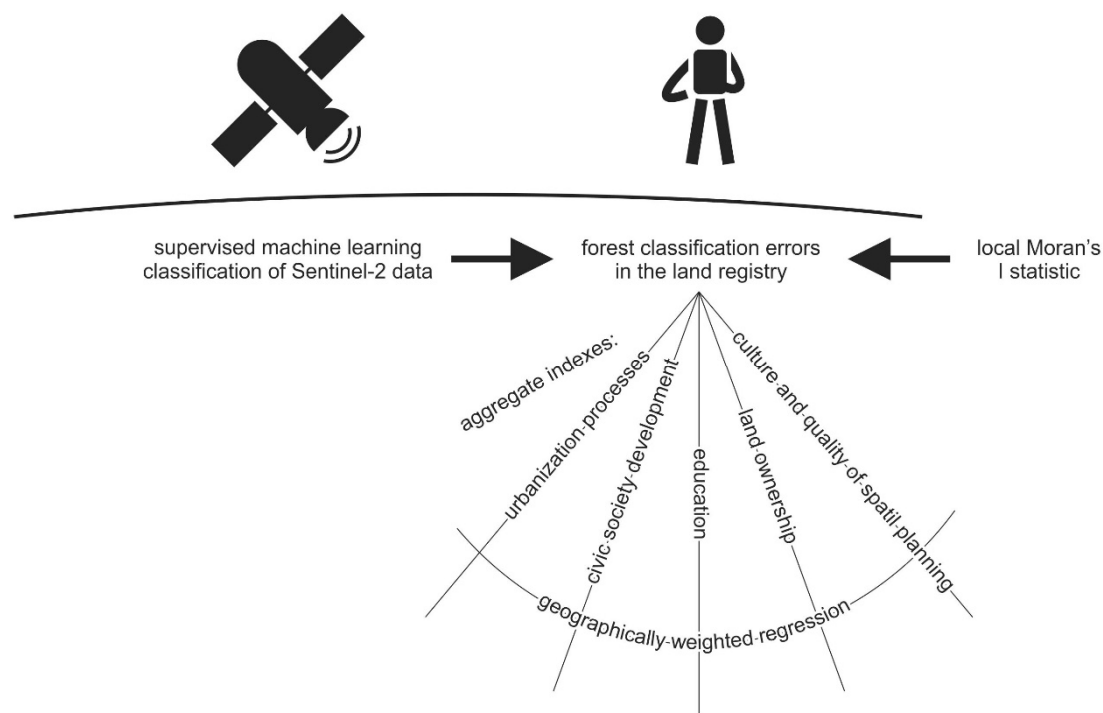 supervised machine learning
classification of Sentinel-2 data
forest classification errors
in the land registry
local Moran's
I statistic
aggregate indexes:
urbanization-processes
civic-society-development
education
land-ownership
culture-and-quality-of-spatil-planning
geographically-weighted-regression